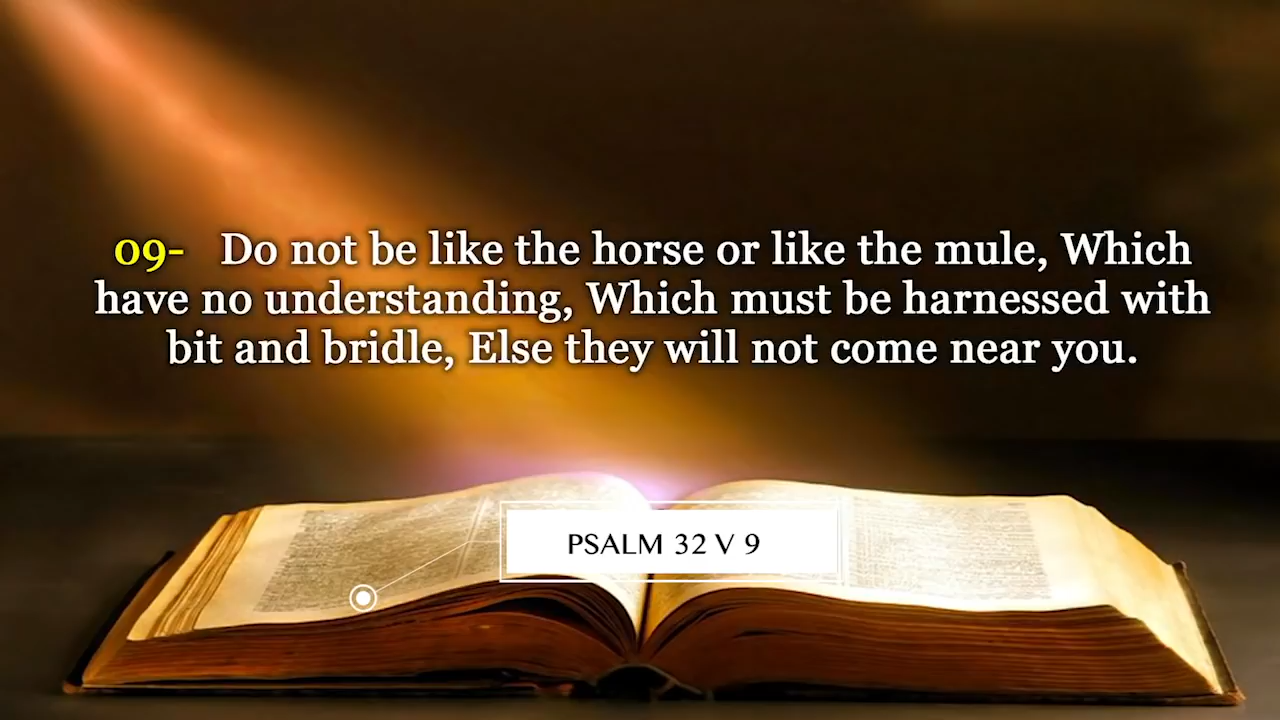 09- Do not be like the horse or like the mule, Which
have no understanding, Which must be harnessed with
bit and bridle, Else they will not come near you.
PSALM 32 V 9